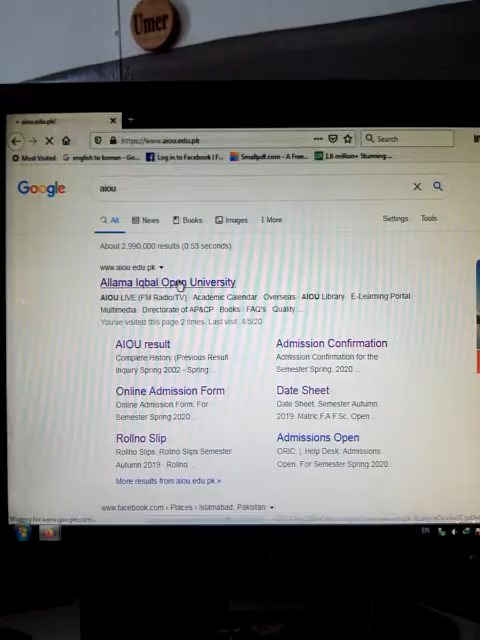 Umer
aiou.edu.pk/
https://www.aiou.edu.pk
Search
Most Visited
english to korean - Go...
Log in to Facebook | F...
Smallpdf.com - A Free...
1.6 million+ Stunning...
Google
aiou
All
News
Books
Images
More
Settings
Tools
About 2,990,000 results (0.53 seconds)
www.aiou.edu.pk
Allama Iqbal Open University
AIOU LIVE (FM Radio/TV) · Academic Calendar · Overseas · AIOU Library · E-Learning Portal ·
Multimedia · Directorate of AP&CP · Books · FAQ's · Quality ...
You've visited this page 2 times. Last visit: 4/5/20
AIOU result
Complete History (Previous Result
Inquiry Spring 2002 - Spring ...
Admission Confirmation
Admission Confirmation for the
Semester Spring, 2020 ...
Online Admission Form
Online Admission Form. For
Semester Spring 2020 ...
Date Sheet
Date Sheet. Semester Autumn
2019. Matric.F.A F.Sc. Open ...
Rollno Slip
Rollno Slips. Rollno Slips Semester
Autumn 2019 · Rollno ...
Admissions Open
ORIC, |. Help Desk. Admissions
Open. For Semester Spring 2020
More results from aiou.edu.pk »
www.facebook.com › Places › Islamabad, Pakistan
Waiting for www.google.com...
EN